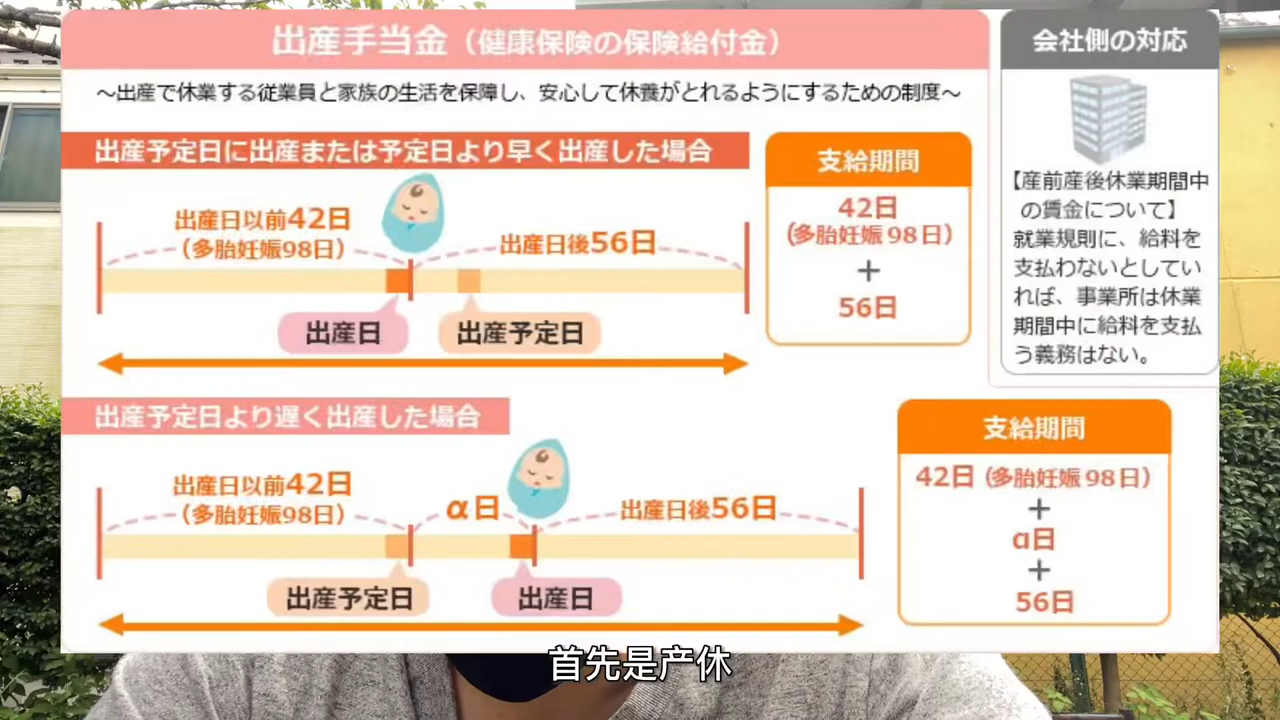 出産手当金（健康保険の保険給付金）
～出産で休業する従業員と家族の生活を保障し、安心して休養がとれるようにするための制度～
出産予定日に出産または予定日より早く出産した場合
出産日以前42日
（多胎妊娠98日）
出産日後56日
出産日
出産予定日
支給期間
42日
（多胎妊娠98日）
＋
56日
会社側の対応
【産前産後休業期間中
の賃金について】
就業規則に、給料を
支払わないとしてい
れば、事業所は休業
期間中に給料を支払
う義務はない。
出産予定日より遅く出産した場合
出産日以前42日
（多胎妊娠98日）
α日
出産日後56日
出産予定日
出産日
支給期間
42日（多胎妊娠98日）
＋
α日
＋
56日
首先是产休